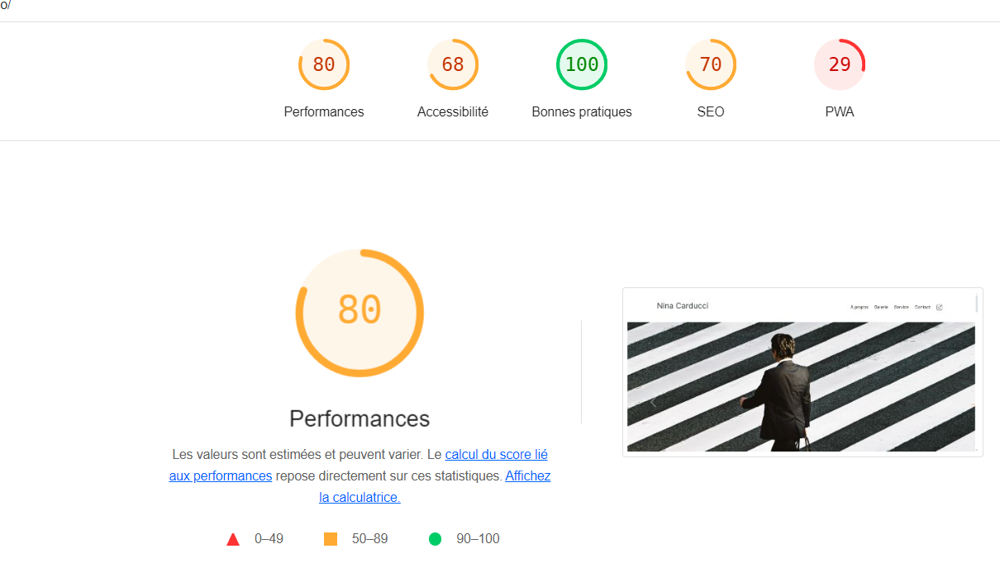 o/
80
68
100
70
29
Performances
Accessibilité
Bonnes pratiques
SEO
PWA
80
Performances
Les valeurs sont estimées et peuvent varier. Le calcul du score lié
aux performances repose directement sur ces statistiques. Affichez
la calculatrice.
0–49
50–89
90–100
Nina Carducci
A propos
Galerie
Service
Contact